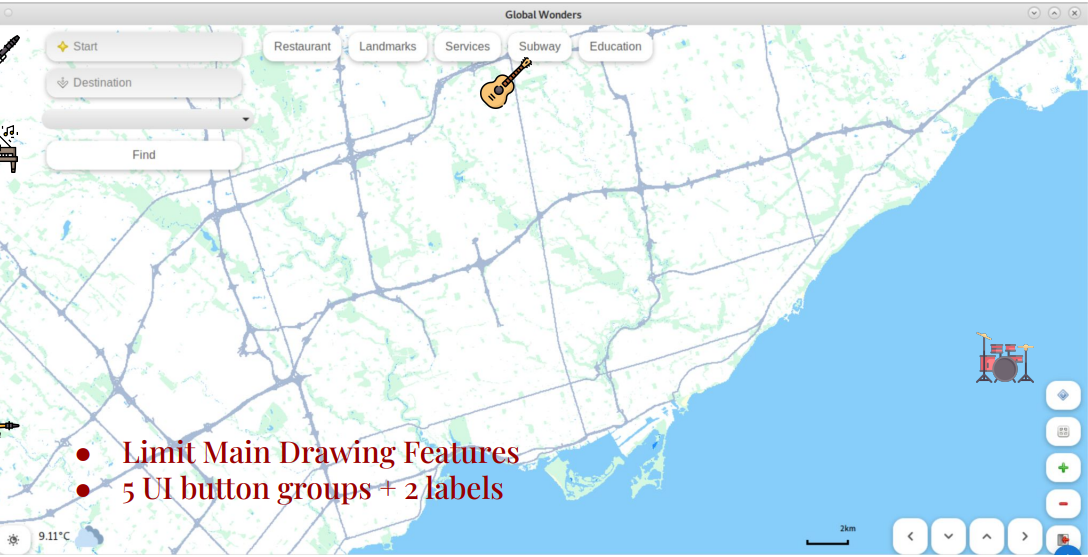 Global Wonders
Start
Restaurant
Landmarks
Services
Subway
Education
Destination
Find
● Limit Main Drawing Features
● 5 UI button groups + 2 labels
9.11°C
2km